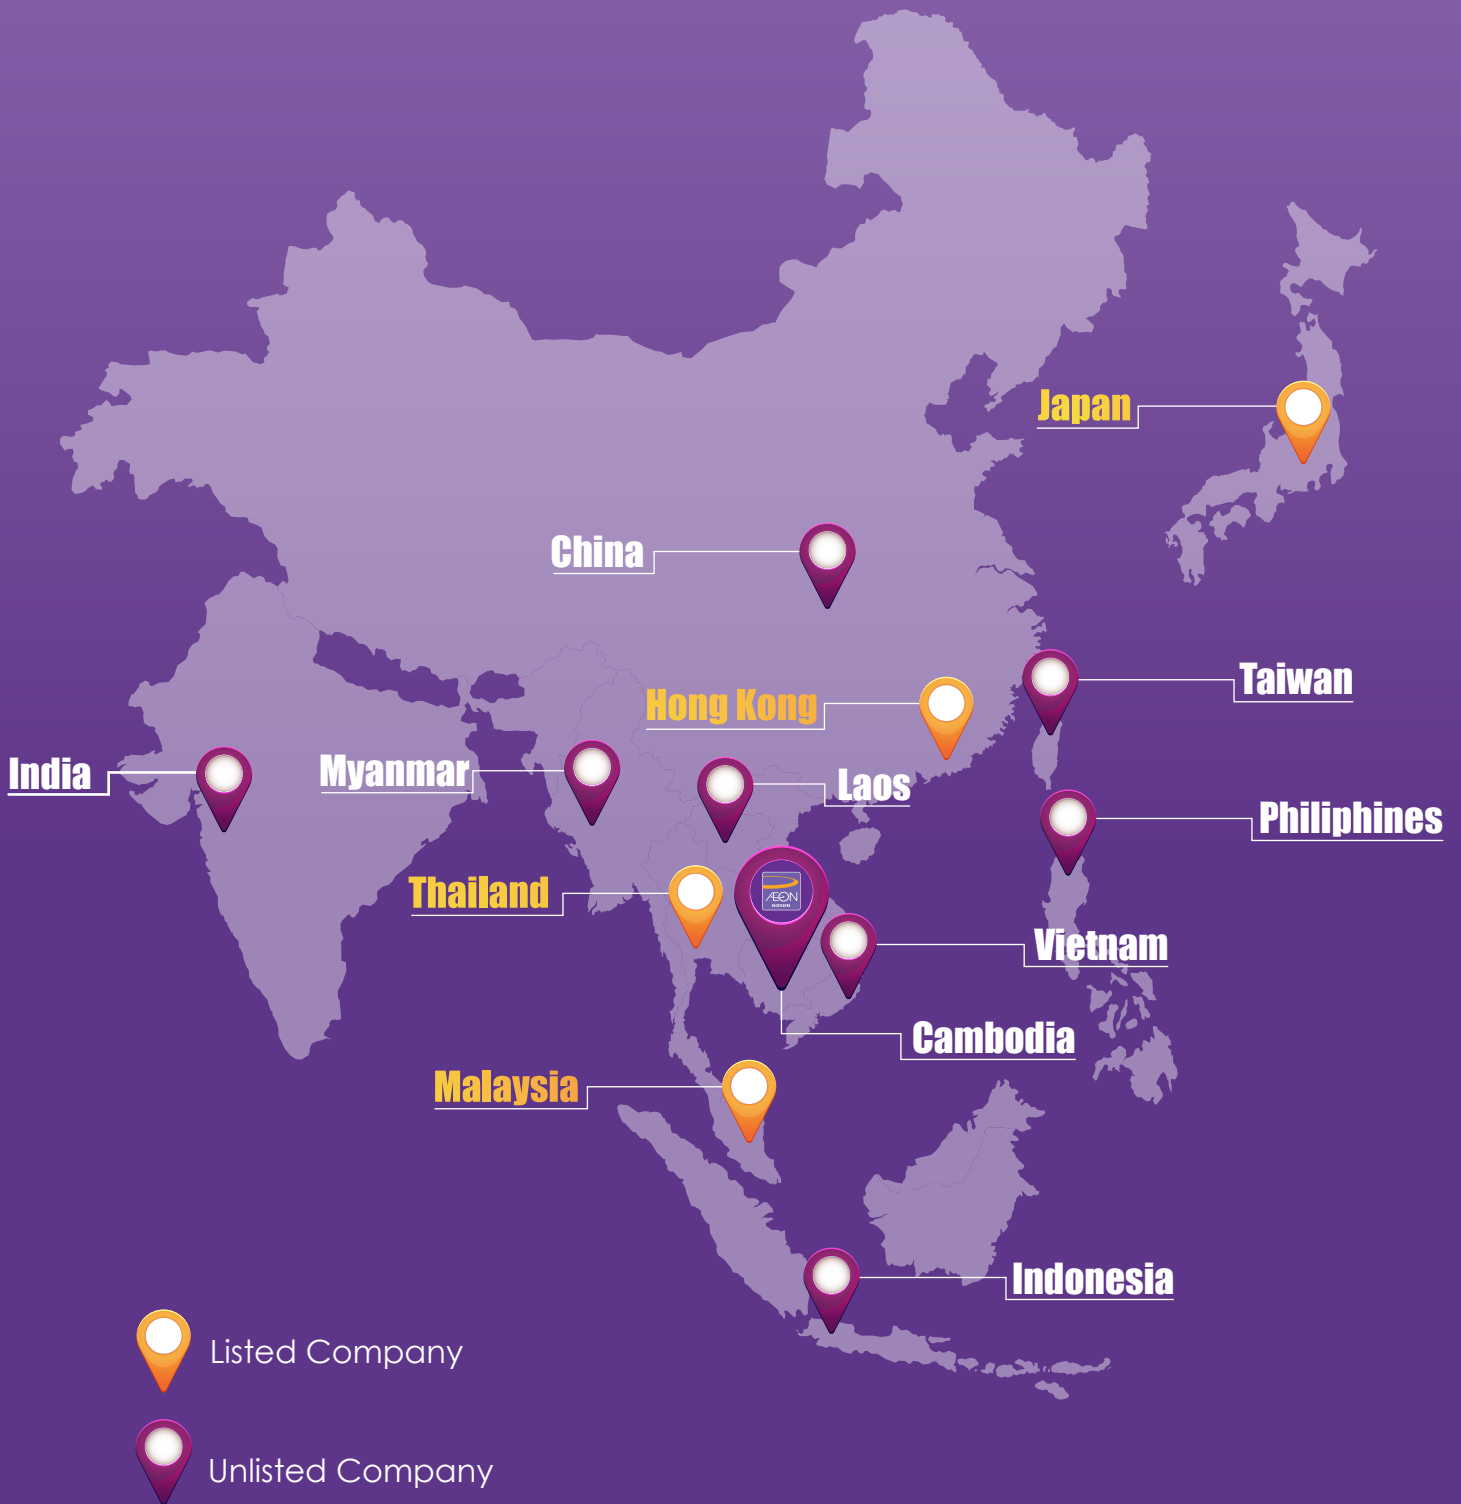 Japan
China
Taiwan
Hong Kong
India
Myanmar
Laos
Philiphines
Thailand
ÆON
Vietnam
Cambodia
Malaysia
Indonesia
Listed Company
Unlisted Company